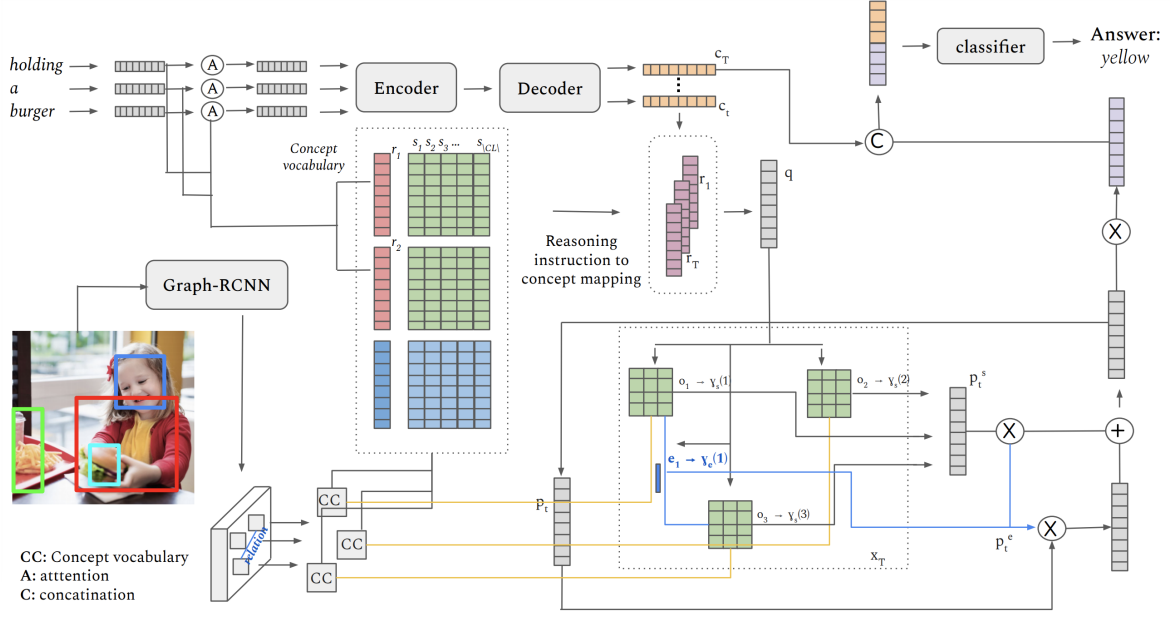 holding
a
burger
A
A
A
Encoder
Decoder
c_T
c_t
C
classifier
Answer:
yellow
Concept
vocabulary
r_1
s_1 s_2 s_3 ... s_|CL|
r_2
r_1
r_T
q
Reasoning
instruction to
concept mapping
X
Graph-RCNN
o_1 → γ_s(1)
o_2 → γ_s(2)
p_t^s
X
+
e_1 → γ_e(1)
o_3 → γ_s(3)
p_t
p_t^e
X
x_T
relation
CC
CC
CC
CC: Concept vocabulary
A: atttention
C: concatination